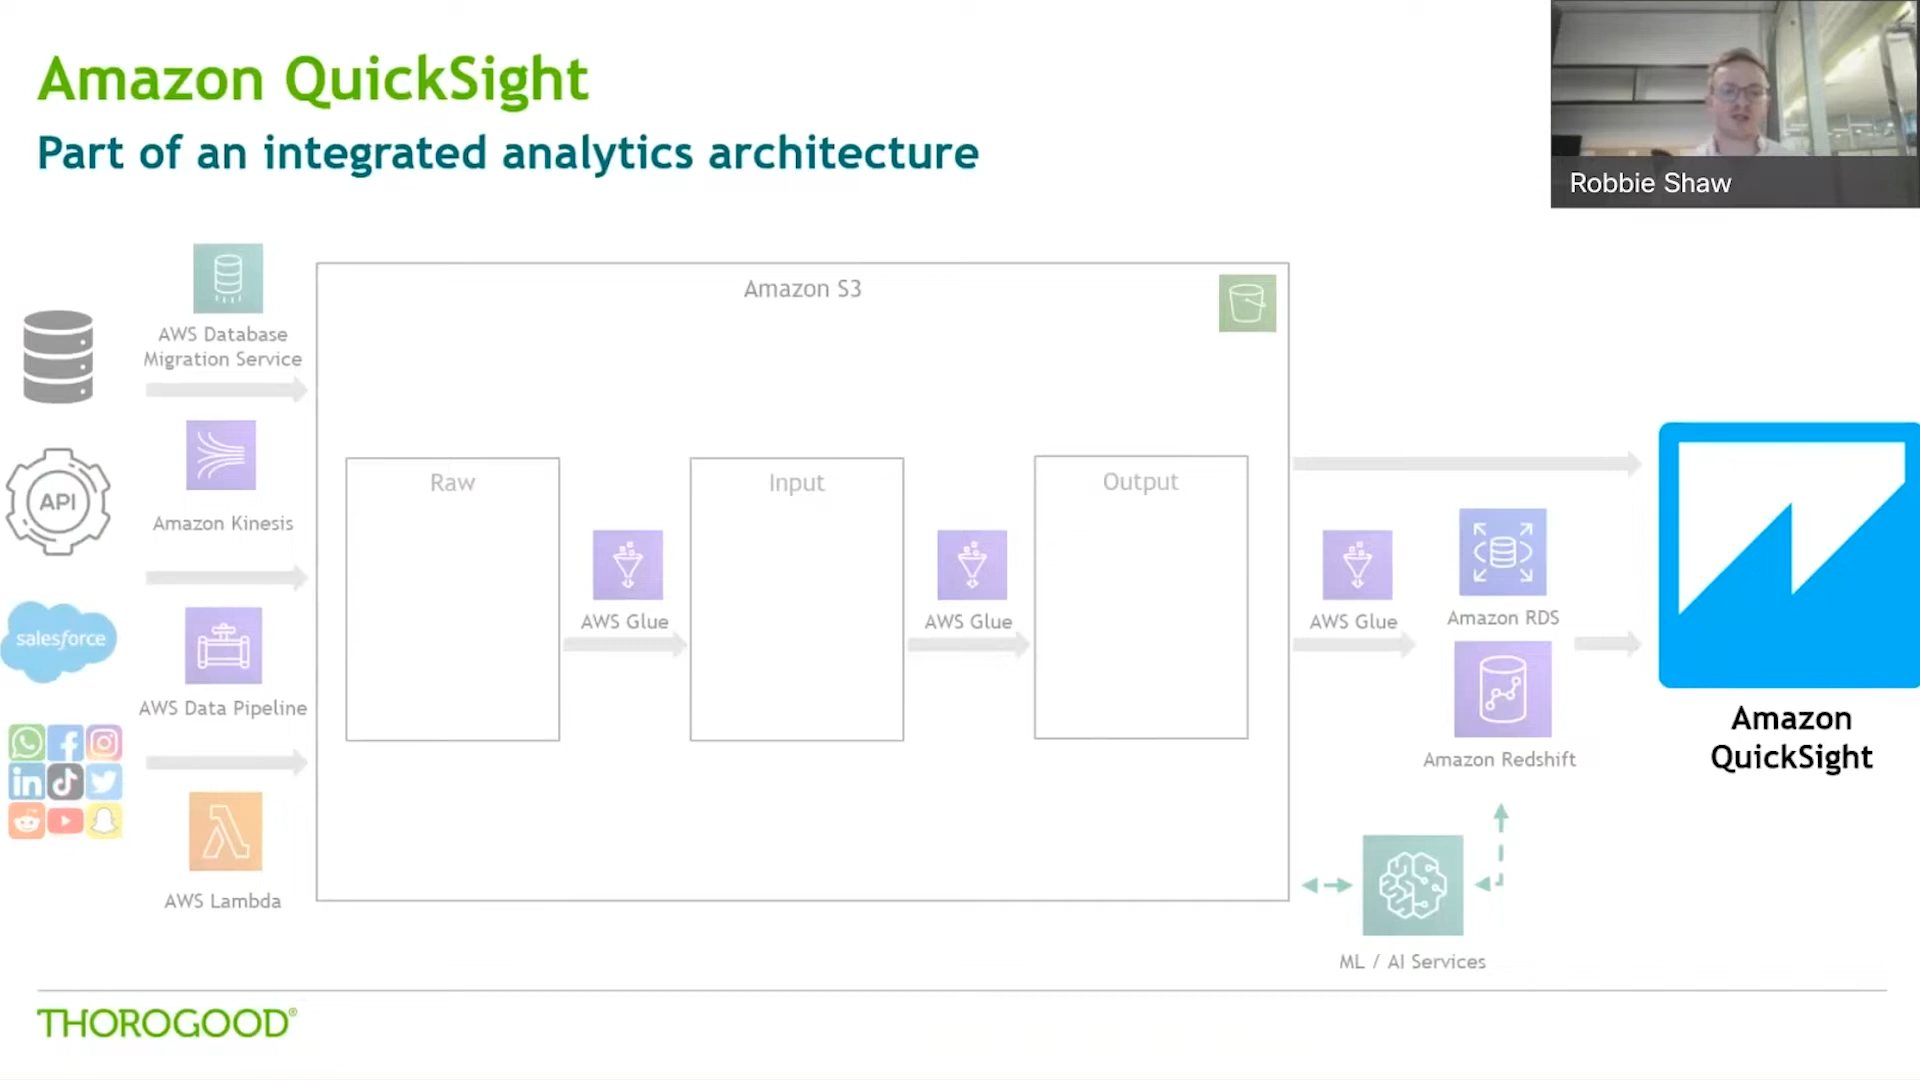 Amazon QuickSight
Part of an integrated analytics architecture
Robbie Shaw
AWS Database
Migration Service
Amazon Kinesis
AWS Data Pipeline
AWS Lambda
API
salesforce
Amazon S3
Raw
AWS Glue
Input
AWS Glue
Output
AWS Glue
Amazon RDS
Amazon Redshift
ML / AI Services
Amazon
QuickSight
THOROGOOD®